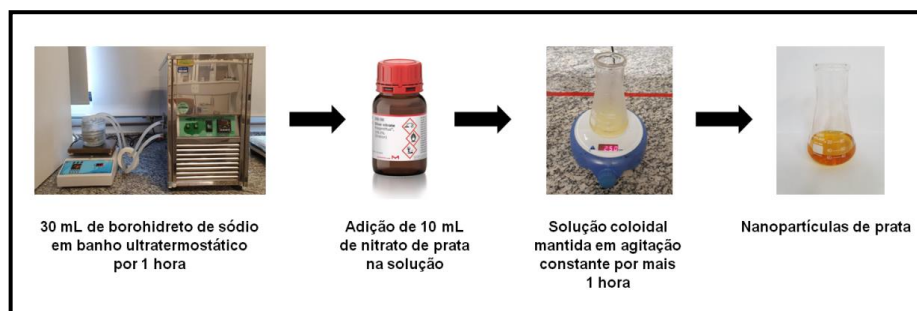 30 mL de borohidreto de sódio
em banho ultratermostático
por 1 hora
Adição de 10 mL
de nitrato de prata
na solução
Solução coloidal
mantida em agitação
constante por mais
1 hora
Nanopartículas de prata